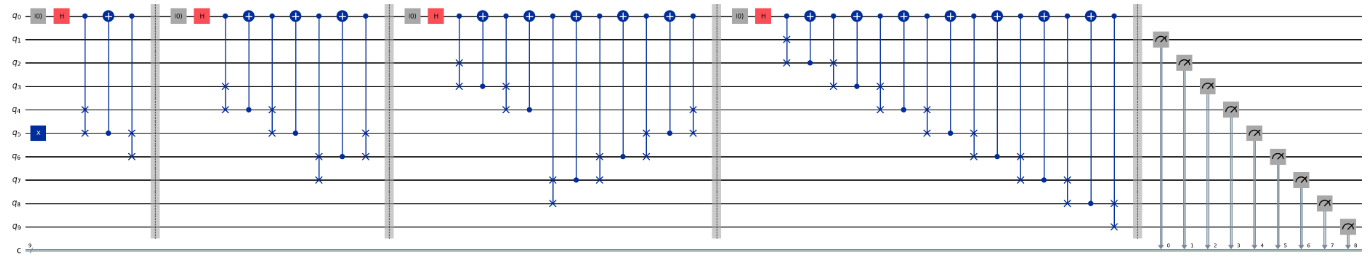 q0 |0⟩ H |0⟩ H |0⟩ H |0⟩ H
q1
q2
q3
q4
q5 X
q6
q7
q8
q9
c 9 0 1 2 3 4 5 6 7 8